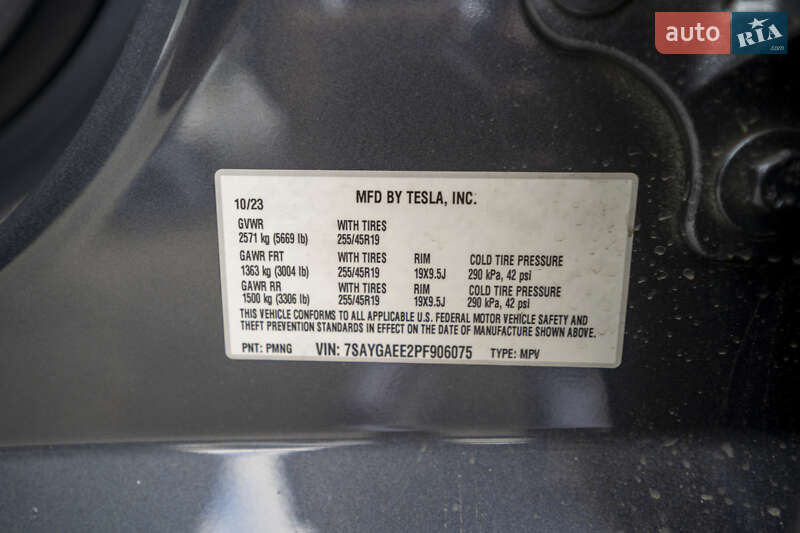 auto RIA .com
10/23 MFD BY TESLA, INC.
GVWR WITH TIRES
2571 kg (5669 lb) 255/45R19
GAWR FRT WITH TIRES RIM COLD TIRE PRESSURE
1363 kg (3004 lb) 255/45R19 19X9.5J 290 kPa, 42 psi
GAWR RR WITH TIRES RIM COLD TIRE PRESSURE
1500 kg (3306 lb) 255/45R19 19X9.5J 290 kPa, 42 psi
THIS VEHICLE CONFORMS TO ALL APPLICABLE U.S. FEDERAL MOTOR VEHICLE SAFETY AND
THEFT PREVENTION STANDARDS IN EFFECT ON THE DATE OF MANUFACTURE SHOWN ABOVE.
PNT: PMNG VIN: 7SAYGAEE2PF906075 TYPE: MPV